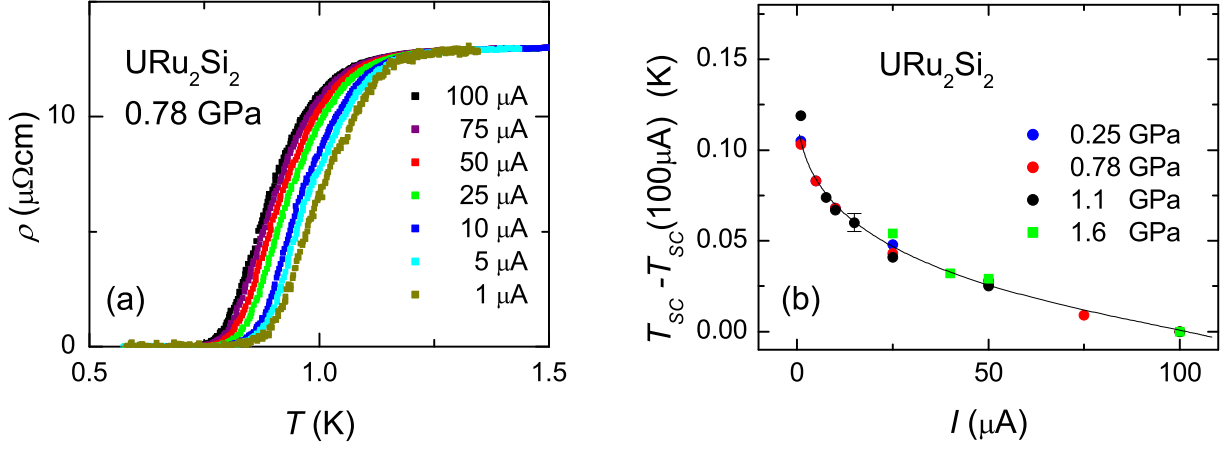 URu₂Si₂
0.78 GPa
100 μA
75 μA
50 μA
25 μA
10 μA
5 μA
1 μA
(a)
10
0
ρ (μΩcm)
0.5 1.0 1.5
T (K)
URu₂Si₂
0.25 GPa
0.78 GPa
1.1 GPa
1.6 GPa
(b)
0.15
0.10
0.05
0.00
T_SC -T_SC(100μA) (K)
0 50 100
I (μA)